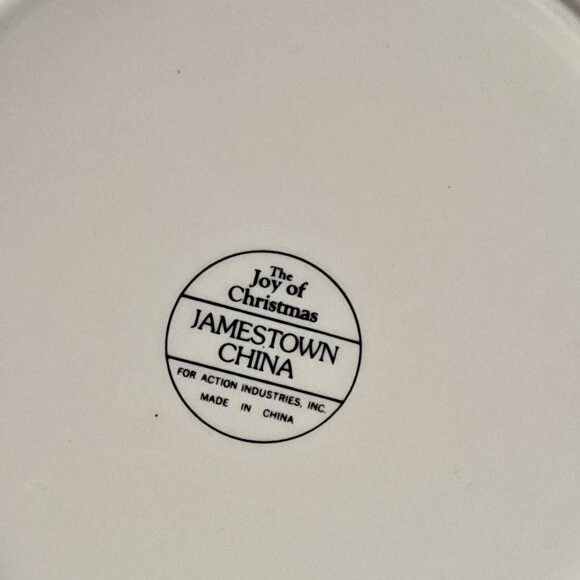 The
Joy of
Christmas
JAMESTOWN
CHINA
FOR ACTION INDUSTRIES, INC.
MADE IN CHINA